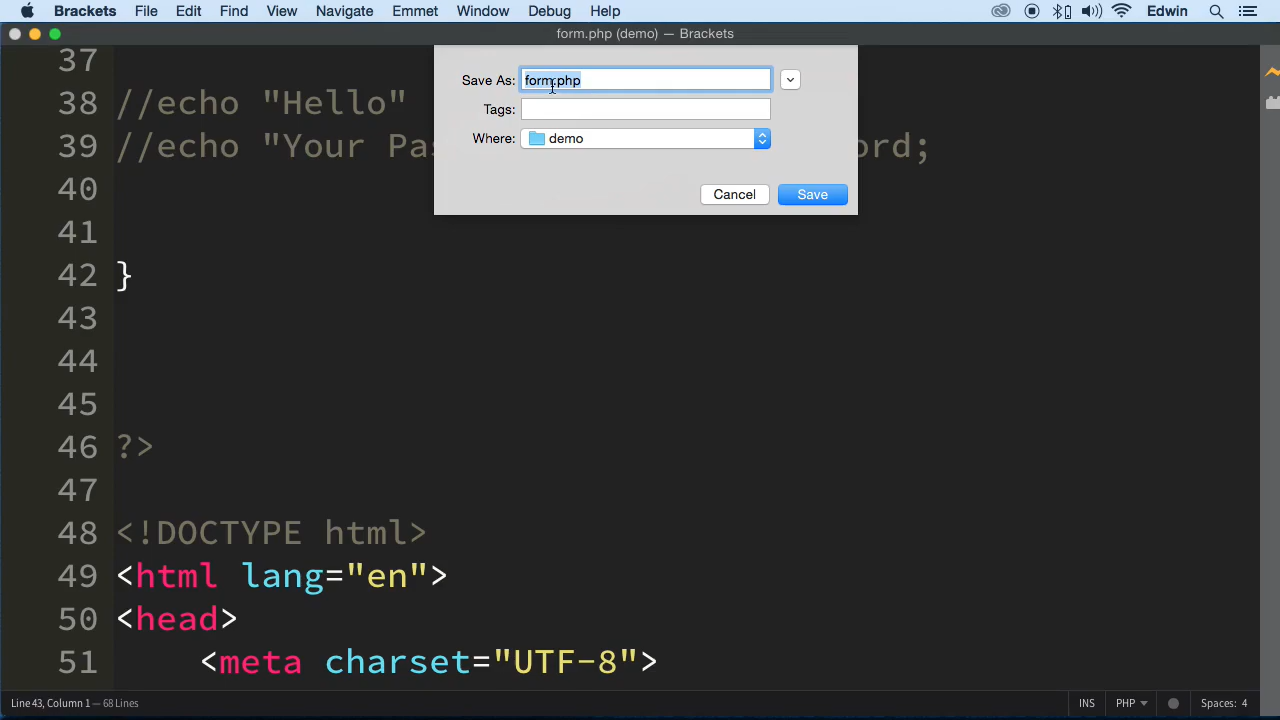 Brackets File Edit Find View Navigate Emmet Window Debug Help Edwin
form.php (demo) — Brackets
Save As: form.php
Tags:
Where: demo
Cancel Save
37
38 //echo "Hello"
39 //echo "Your Pa ord;
40
41
42 }
43
44
45
46 ?>
47
48 <!DOCTYPE html>
49 <html lang="en">
50 <head>
51 <meta charset="UTF-8">
Line 43, Column 1 — 68 Lines INS PHP Spaces: 4